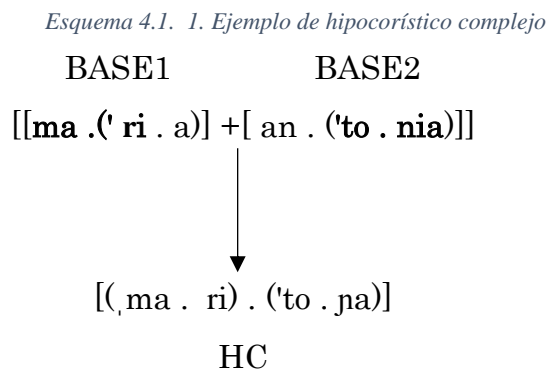 Esquema 4.1. 1. Ejemplo de hipocorístico complejo
BASE1 BASE2
[[ma .(' ri . a)] +[ an . ('to . nia)]]
[(ˌma . ri) . ('to . ɲa)]
HC